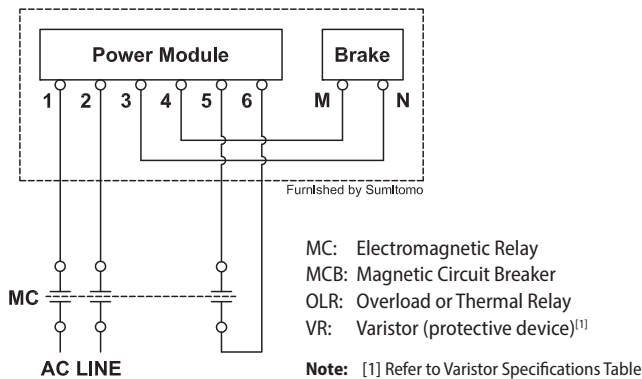 Power Module Brake
1 2 3 4 5 6 M N
Furnished by Sumitomo
MC: Electromagnetic Relay
MCB: Magnetic Circuit Breaker
MC
OLR: Overload or Thermal Relay
VR: Varistor (protective device)[1]
AC LINE
Note: [1] Refer to Varistor Specifications Table